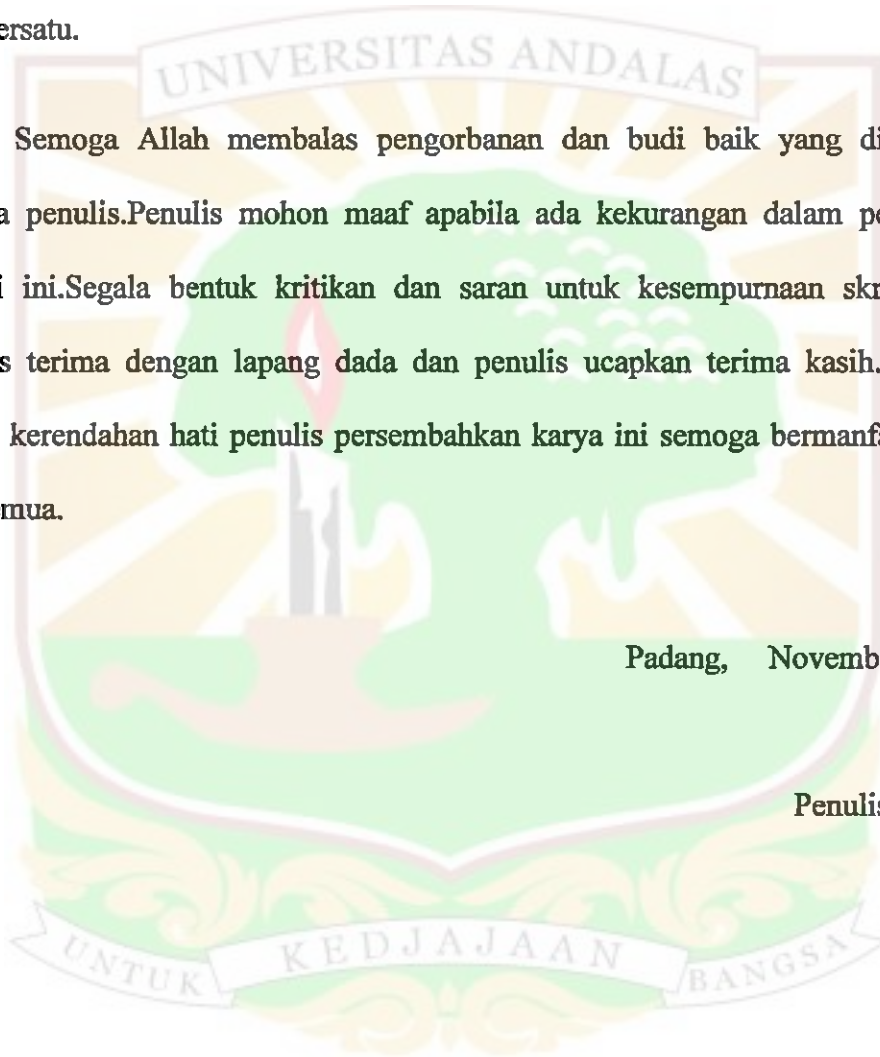 ersatu.
UNIVERSITAS ANDALAS
Semoga Allah membalas pengorbanan dan budi baik yang di
a penulis.Penulis mohon maaf apabila ada kekurangan dalam pe
i ini.Segala bentuk kritikan dan saran untuk kesempurnaan skr
s terima dengan lapang dada dan penulis ucapkan terima kasih.
kerendahan hati penulis persembahkan karya ini semoga bermanfa
mua.
Padang, Novemb
Penulis
UNTUK KEDJAJAAN BANGSA